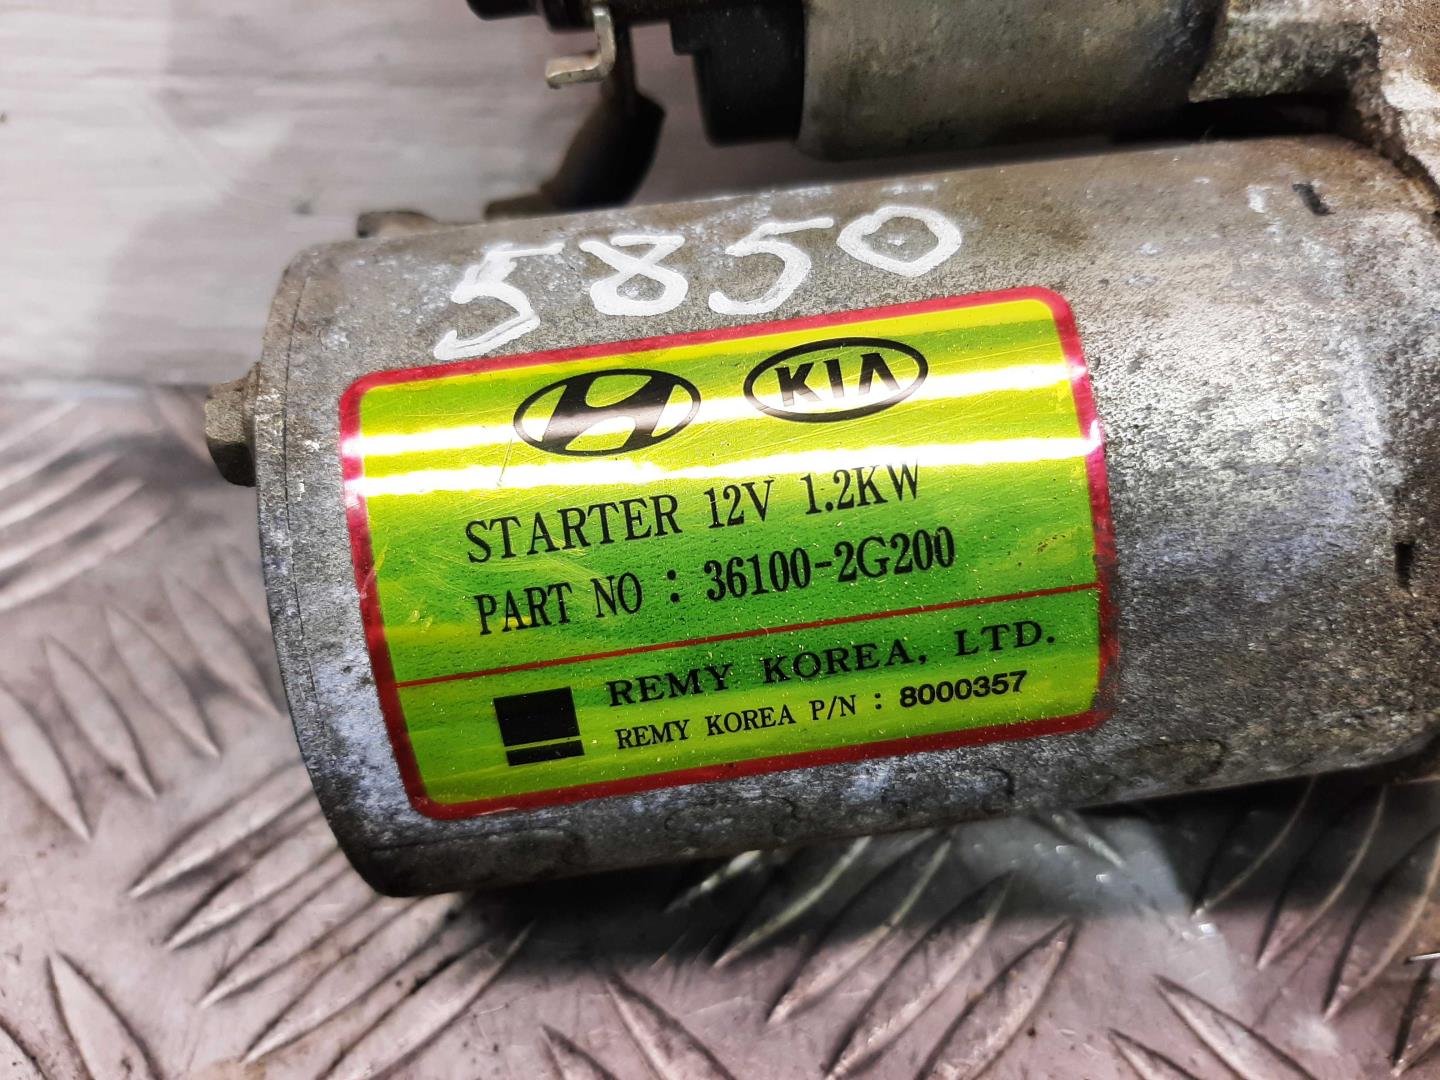 5850
KIA
STARTER 12V 1.2KW
PART NO : 36100-2G200
REMY KOREA, LTD.
REMY KOREA P/N : 8000357